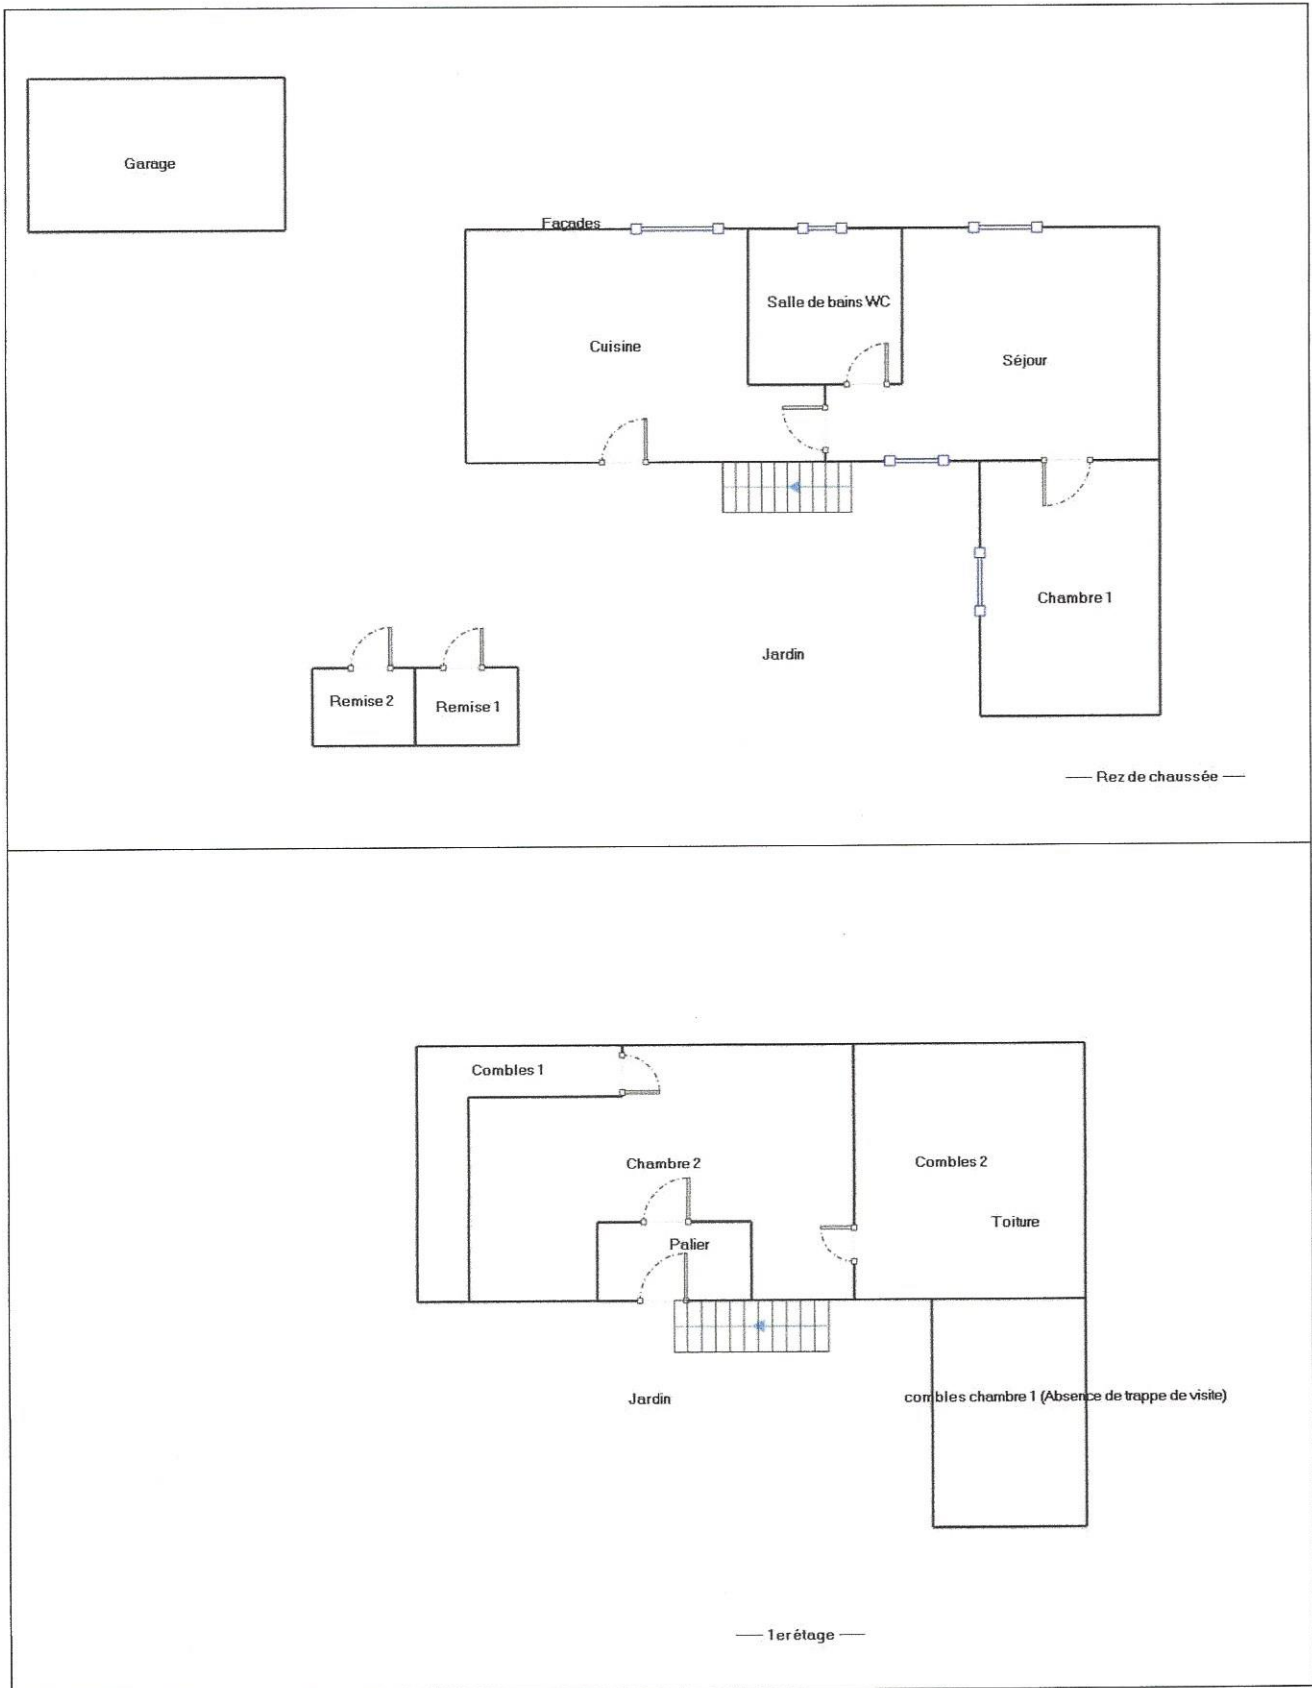 Garage
Façades
Salle de bains WC
Cuisine
Séjour
Chambre 1
Jardin
Remise 2
Remise 1
— Rez de chaussée —
Combles 1
Chambre 2
Combles 2
Toiture
Palier
Jardin
combles chambre 1 (Absence de trappe de visite)
— 1er étage —